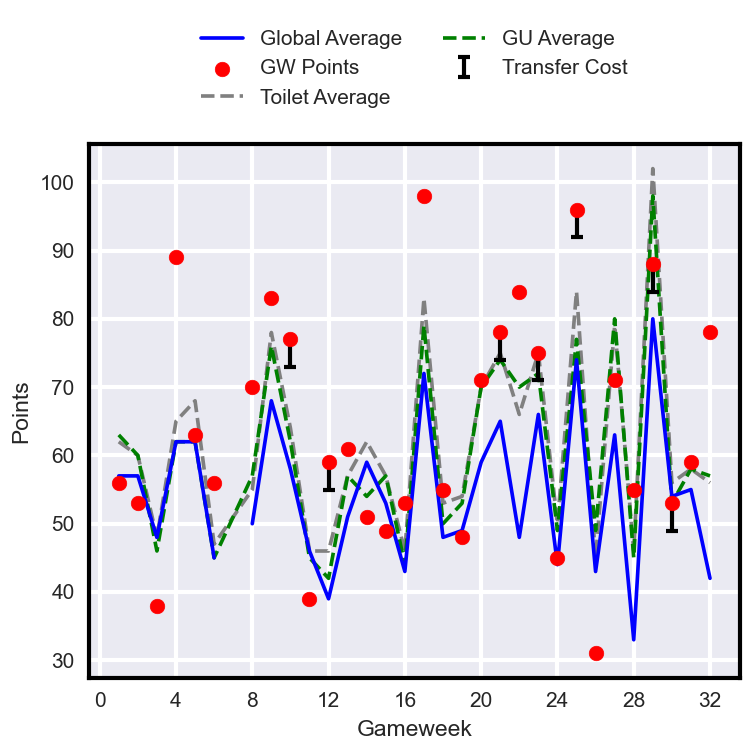 Global Average
GW Points
Toilet Average
GU Average
Transfer Cost
Points
100
90
80
70
60
50
40
30
0 4 8 12 16 20 24 28 32
Gameweek